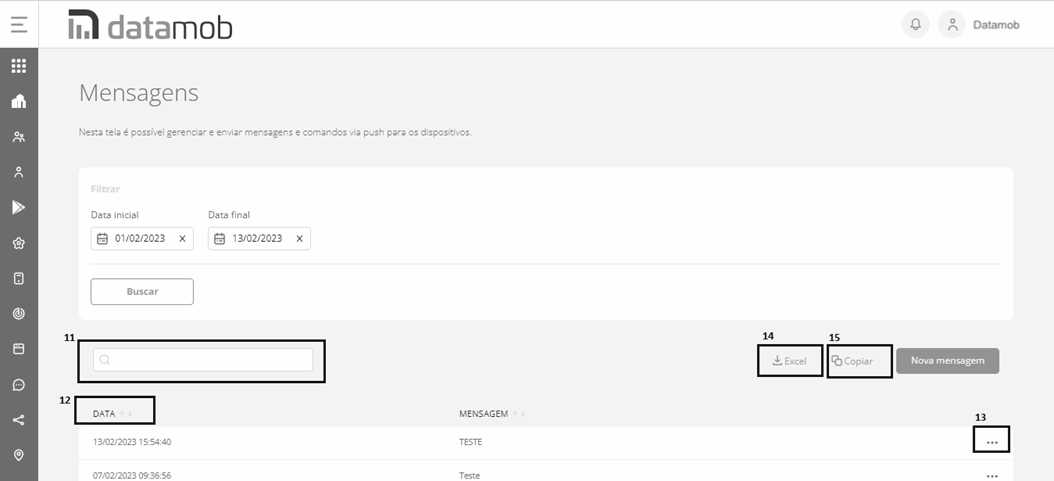 datamob
Datamob
Mensagens
Nesta tela é possível gerenciar e enviar mensagens e comandos via push para os dispositivos.
Filtrar
Data inicial Data final
01/02/2023 13/02/2023
Buscar
11 14 15
Excel Copiar Nova mensagem
12
DATA MENSAGEM
13
13/02/2023 15:54:40 TESTE
07/02/2023 09:36:56 Teste